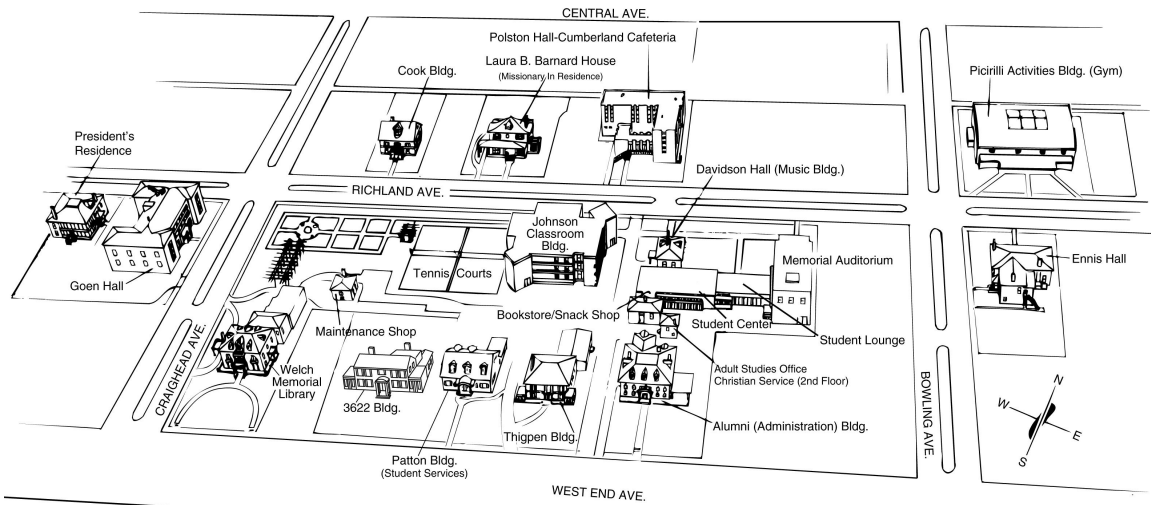 CENTRAL AVE.
Polston Hall-Cumberland Cafeteria
Laura B. Barnard House
(Missionary In Residence)
Cook Bldg.
Picirilli Activities Bldg. (Gym)
President's
Residence
Davidson Hall (Music Bldg.)
RICHLAND AVE.
Johnson
Classroom
Bldg.
Memorial Auditorium
Ennis Hall
Tennis Courts
Goen Hall
Bookstore/Snack Shop
Student Center
Maintenance Shop
Student Lounge
CRAIGHEAD AVE.
Welch
Memorial
Library
Adult Studies Office
Christian Service (2nd Floor)
BOWLING AVE.
3622 Bldg.
Thigpen Bldg.
Alumni (Administration) Bldg.
Patton Bldg.
(Student Services)
N
W
E
S
WEST END AVE.